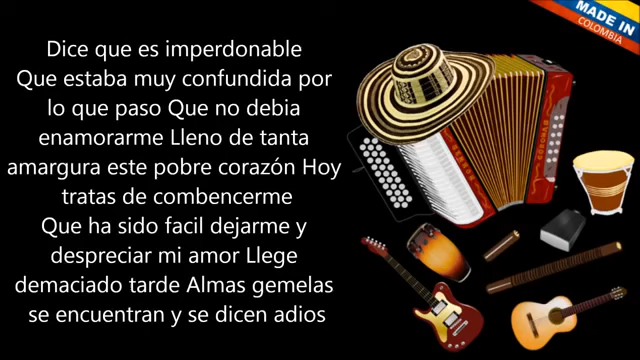 MADE IN
COLOMBIA
Dice que es imperdonable
Que estaba muy confundida por
lo que paso Que no debia
enamorarme Lleno de tanta
amargura este pobre corazón Hoy
tratas de combencerme
Que ha sido facil dejarme y
despreciar mi amor Llege
demaciado tarde Almas gemelas
se encuentran y se dicen adios
HOHNER